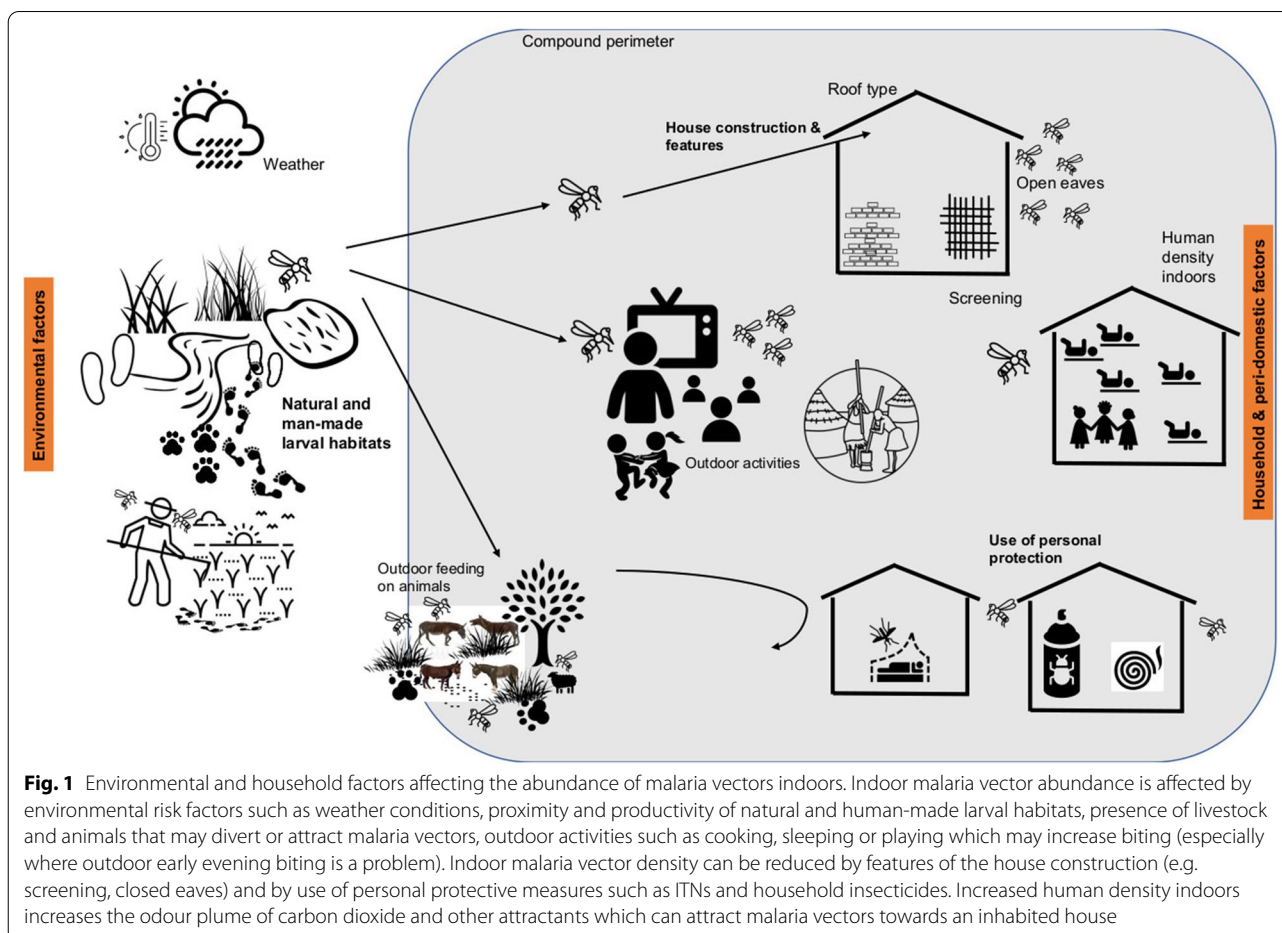 Compound perimeter
Roof type
House construction &
features
Weather
Open eaves
Human
density
indoors
Screening
Environmental factors
Household & peri-domestic factors
Natural and
man-made
larval habitats
Outdoor activities
Use of personal
protection
Outdoor feeding
on animals
Fig. 1 Environmental and household factors affecting the abundance of malaria vectors indoors. Indoor malaria vector abundance is affected by
environmental risk factors such as weather conditions, proximity and productivity of natural and human-made larval habitats, presence of livestock
and animals that may divert or attract malaria vectors, outdoor activities such as cooking, sleeping or playing which may increase biting (especially
where outdoor early evening biting is a problem). Indoor malaria vector density can be reduced by features of the house construction (e.g.
screening, closed eaves) and by use of personal protective measures such as ITNs and household insecticides. Increased human density indoors
increases the odour plume of carbon dioxide and other attractants which can attract malaria vectors towards an inhabited house